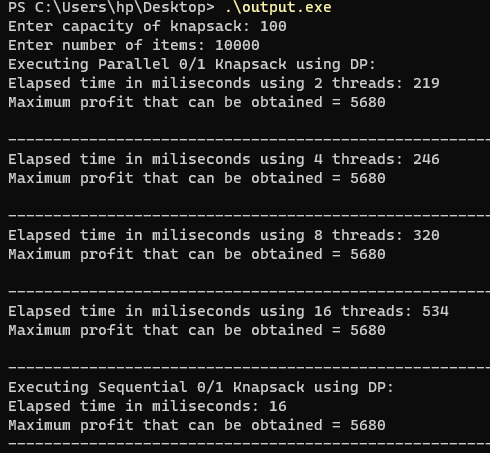 PS C:\Users\hp\Desktop> .\output.exe
Enter capacity of knapsack: 100
Enter number of items: 10000
Executing Parallel 0/1 Knapsack using DP:
Elapsed time in miliseconds using 2 threads: 219
Maximum profit that can be obtained = 5680
-----------------------------------------------------
Elapsed time in miliseconds using 4 threads: 246
Maximum profit that can be obtained = 5680
-----------------------------------------------------
Elapsed time in miliseconds using 8 threads: 320
Maximum profit that can be obtained = 5680
-----------------------------------------------------
Elapsed time in miliseconds using 16 threads: 534
Maximum profit that can be obtained = 5680
-----------------------------------------------------
Executing Sequential 0/1 Knapsack using DP:
Elapsed time in miliseconds: 16
Maximum profit that can be obtained = 5680
-----------------------------------------------------